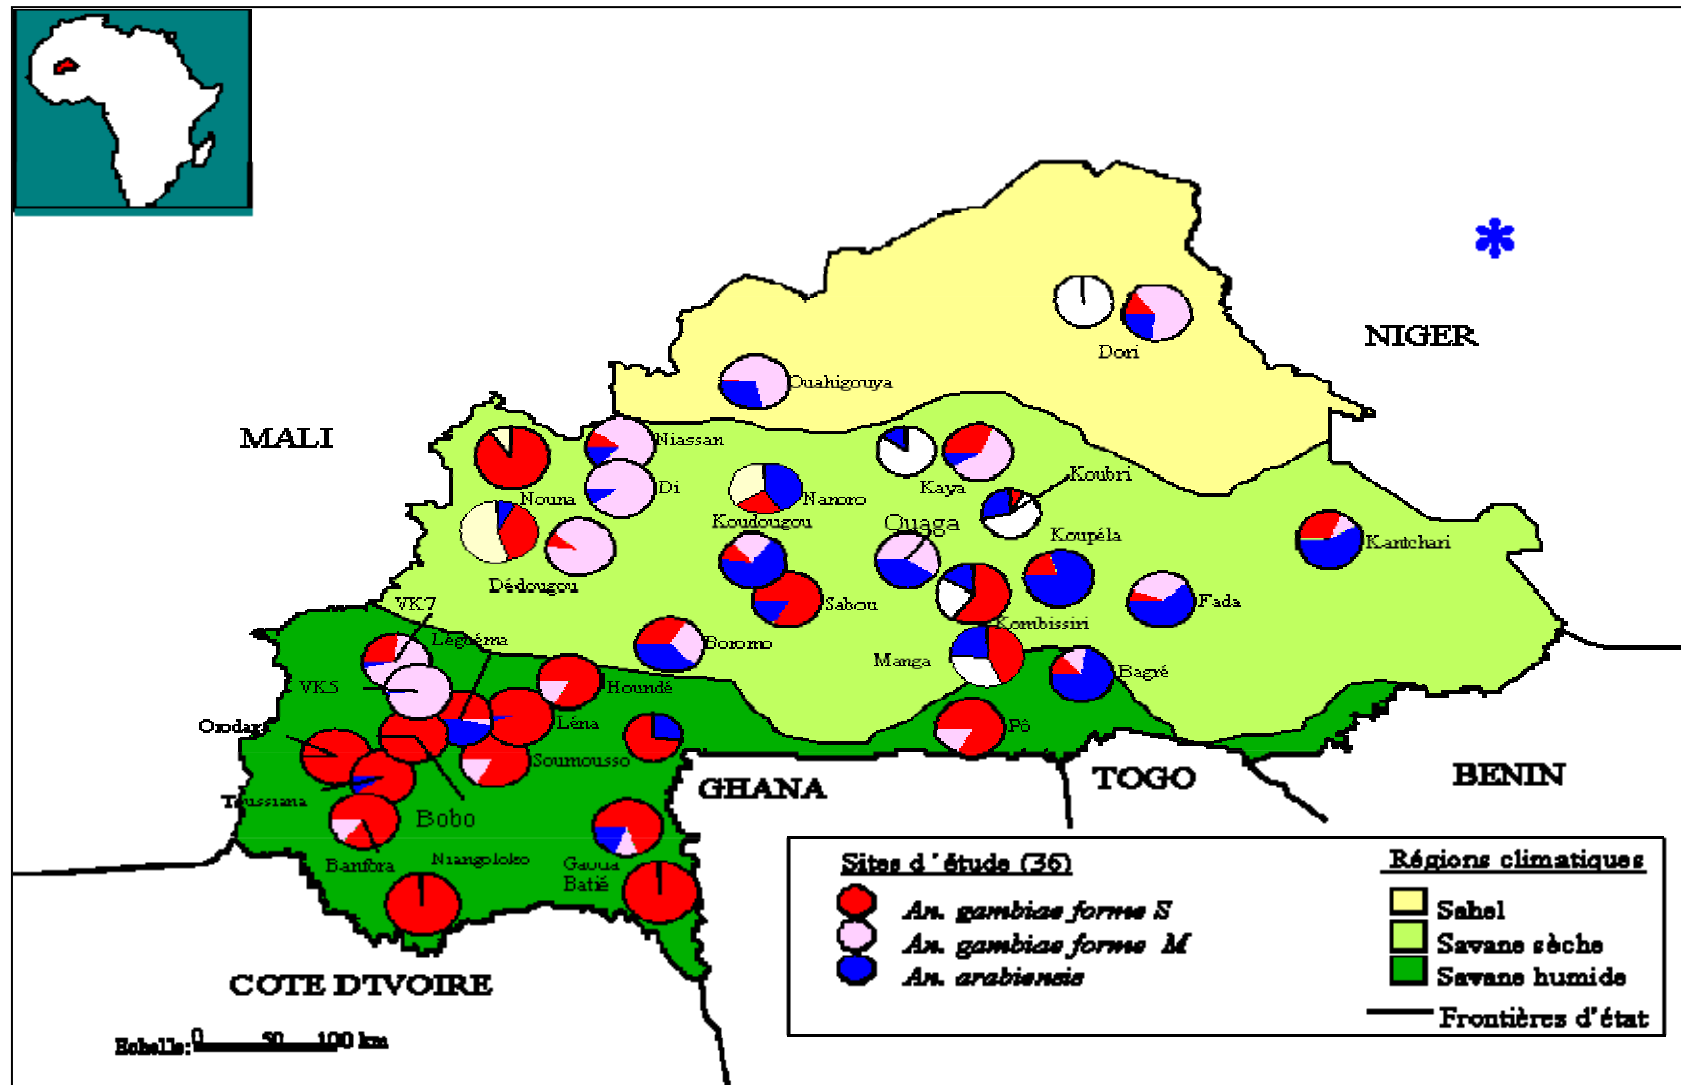 NIGER
Dori
Ouahigouya
MALI
Niassan
Koubri
Kaya
Nouna
Di
Nanoro
Koudougou
Ouaga
Koupéla
Kantchari
Dédougou
VK7
Sabou
Fada
Kombissiri
Léguéma
Boromo
Manga
Bagré
VK5
Houndé
Orodara
Léna
Pô
Soumousso
GHANA
TOGO
BENIN
Toussiana
Bobo
Banfora
Niangoloko
Gaoua
Batié
COTE D'IVOIRE
Echelle: 0 50 100 km
Sites d'étude (36)
An. gambiae forme S
An. gambiae forme M
An. arabiensis
Régions climatiques
Sahel
Savane sèche
Savane humide
Frontières d'état